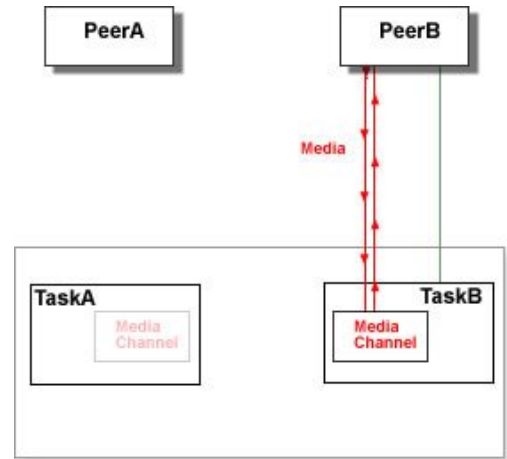 PeerA
PeerB
Media
TaskA
TaskB
Media
Channel
Media
Channel